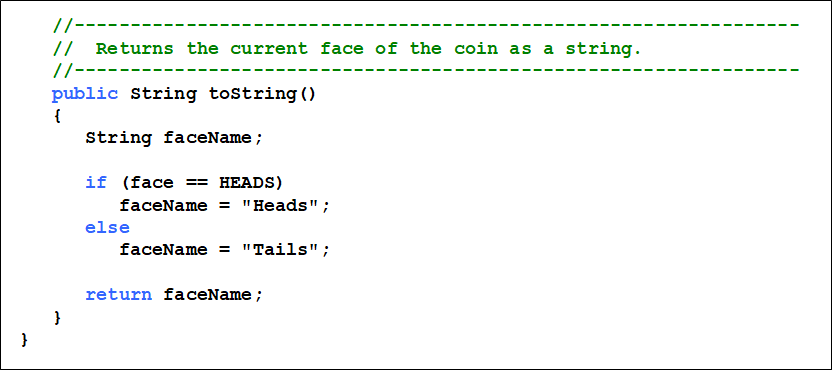 //-----------------------------------------------------------------
//  Returns the current face of the coin as a string.
//-----------------------------------------------------------------
public String toString()
{
   String faceName;

   if (face == HEADS)
      faceName = "Heads";
   else
      faceName = "Tails";

   return faceName;
}
}